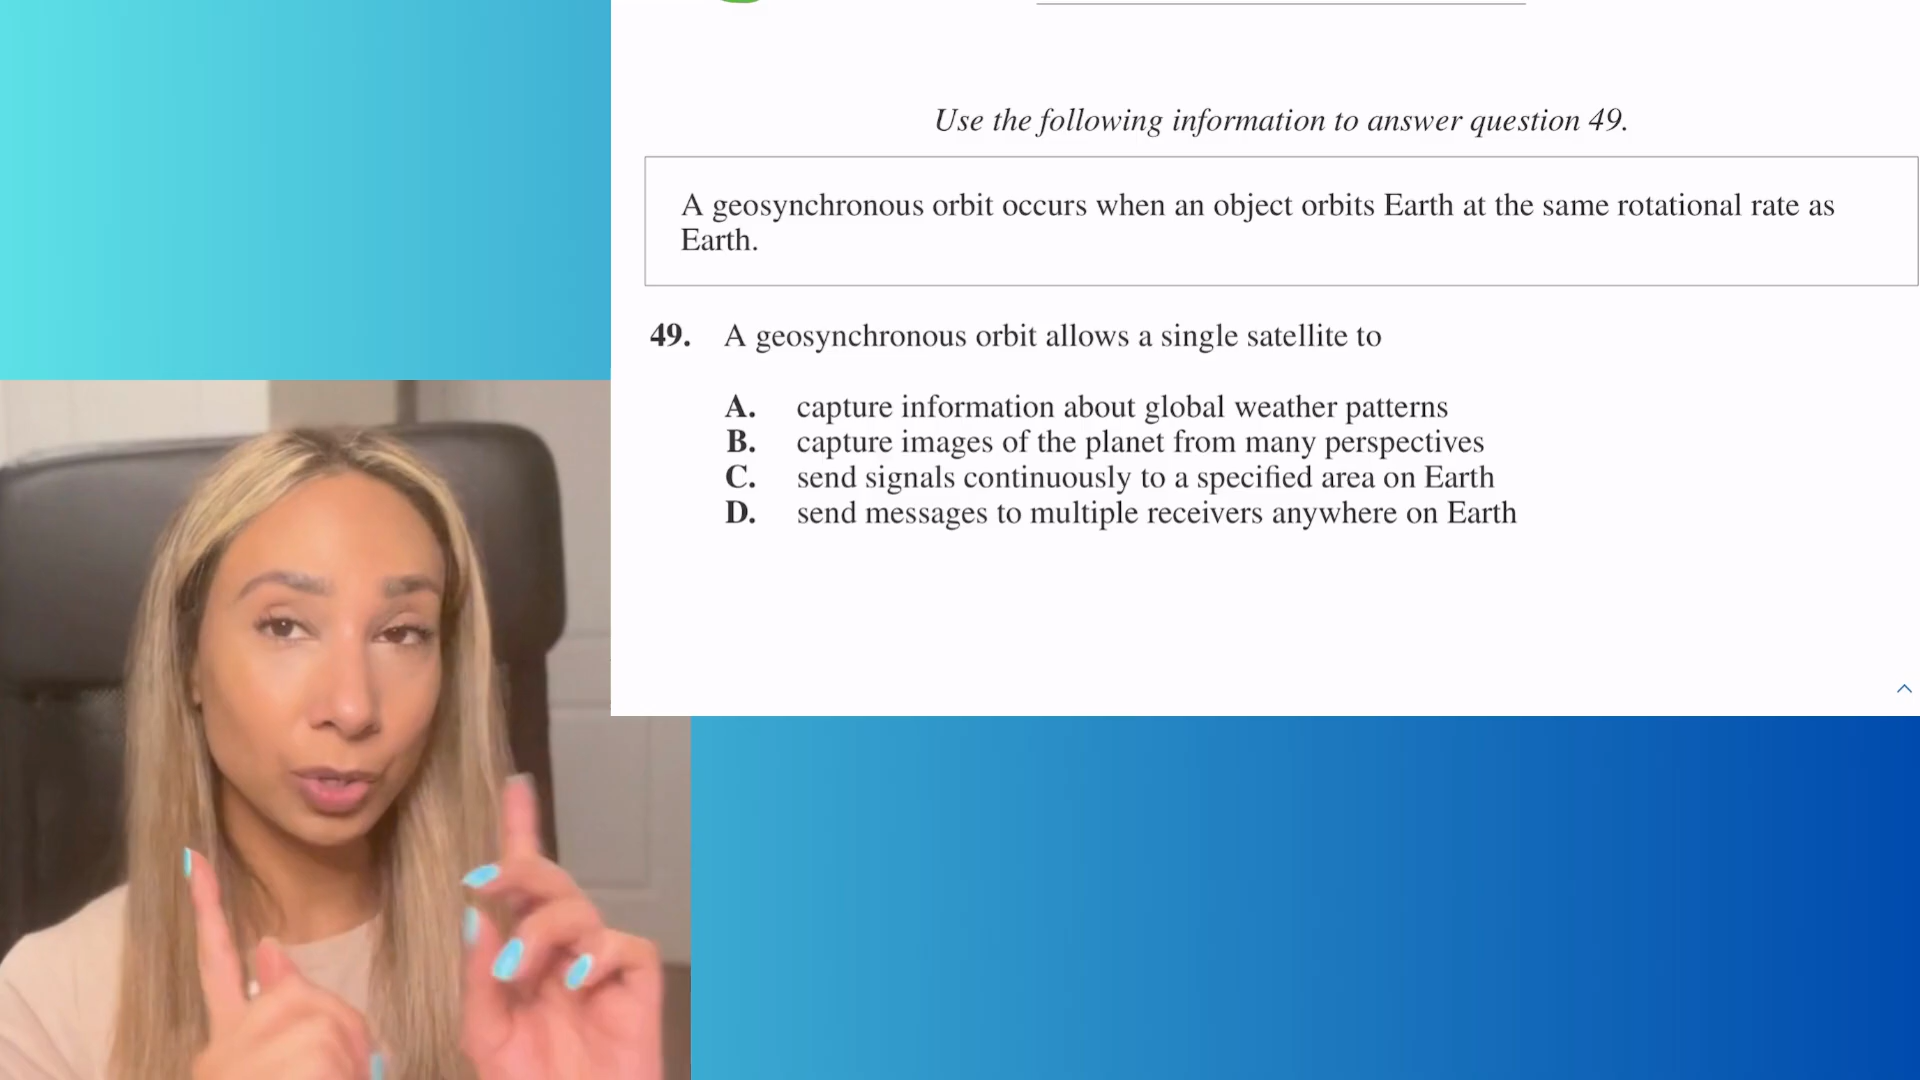 Use the following information to answer question 49.
A geosynchronous orbit occurs when an object orbits Earth at the same rotational rate as
Earth.
49. A geosynchronous orbit allows a single satellite to
A. capture information about global weather patterns
B. capture images of the planet from many perspectives
C. send signals continuously to a specified area on Earth
D. send messages to multiple receivers anywhere on Earth